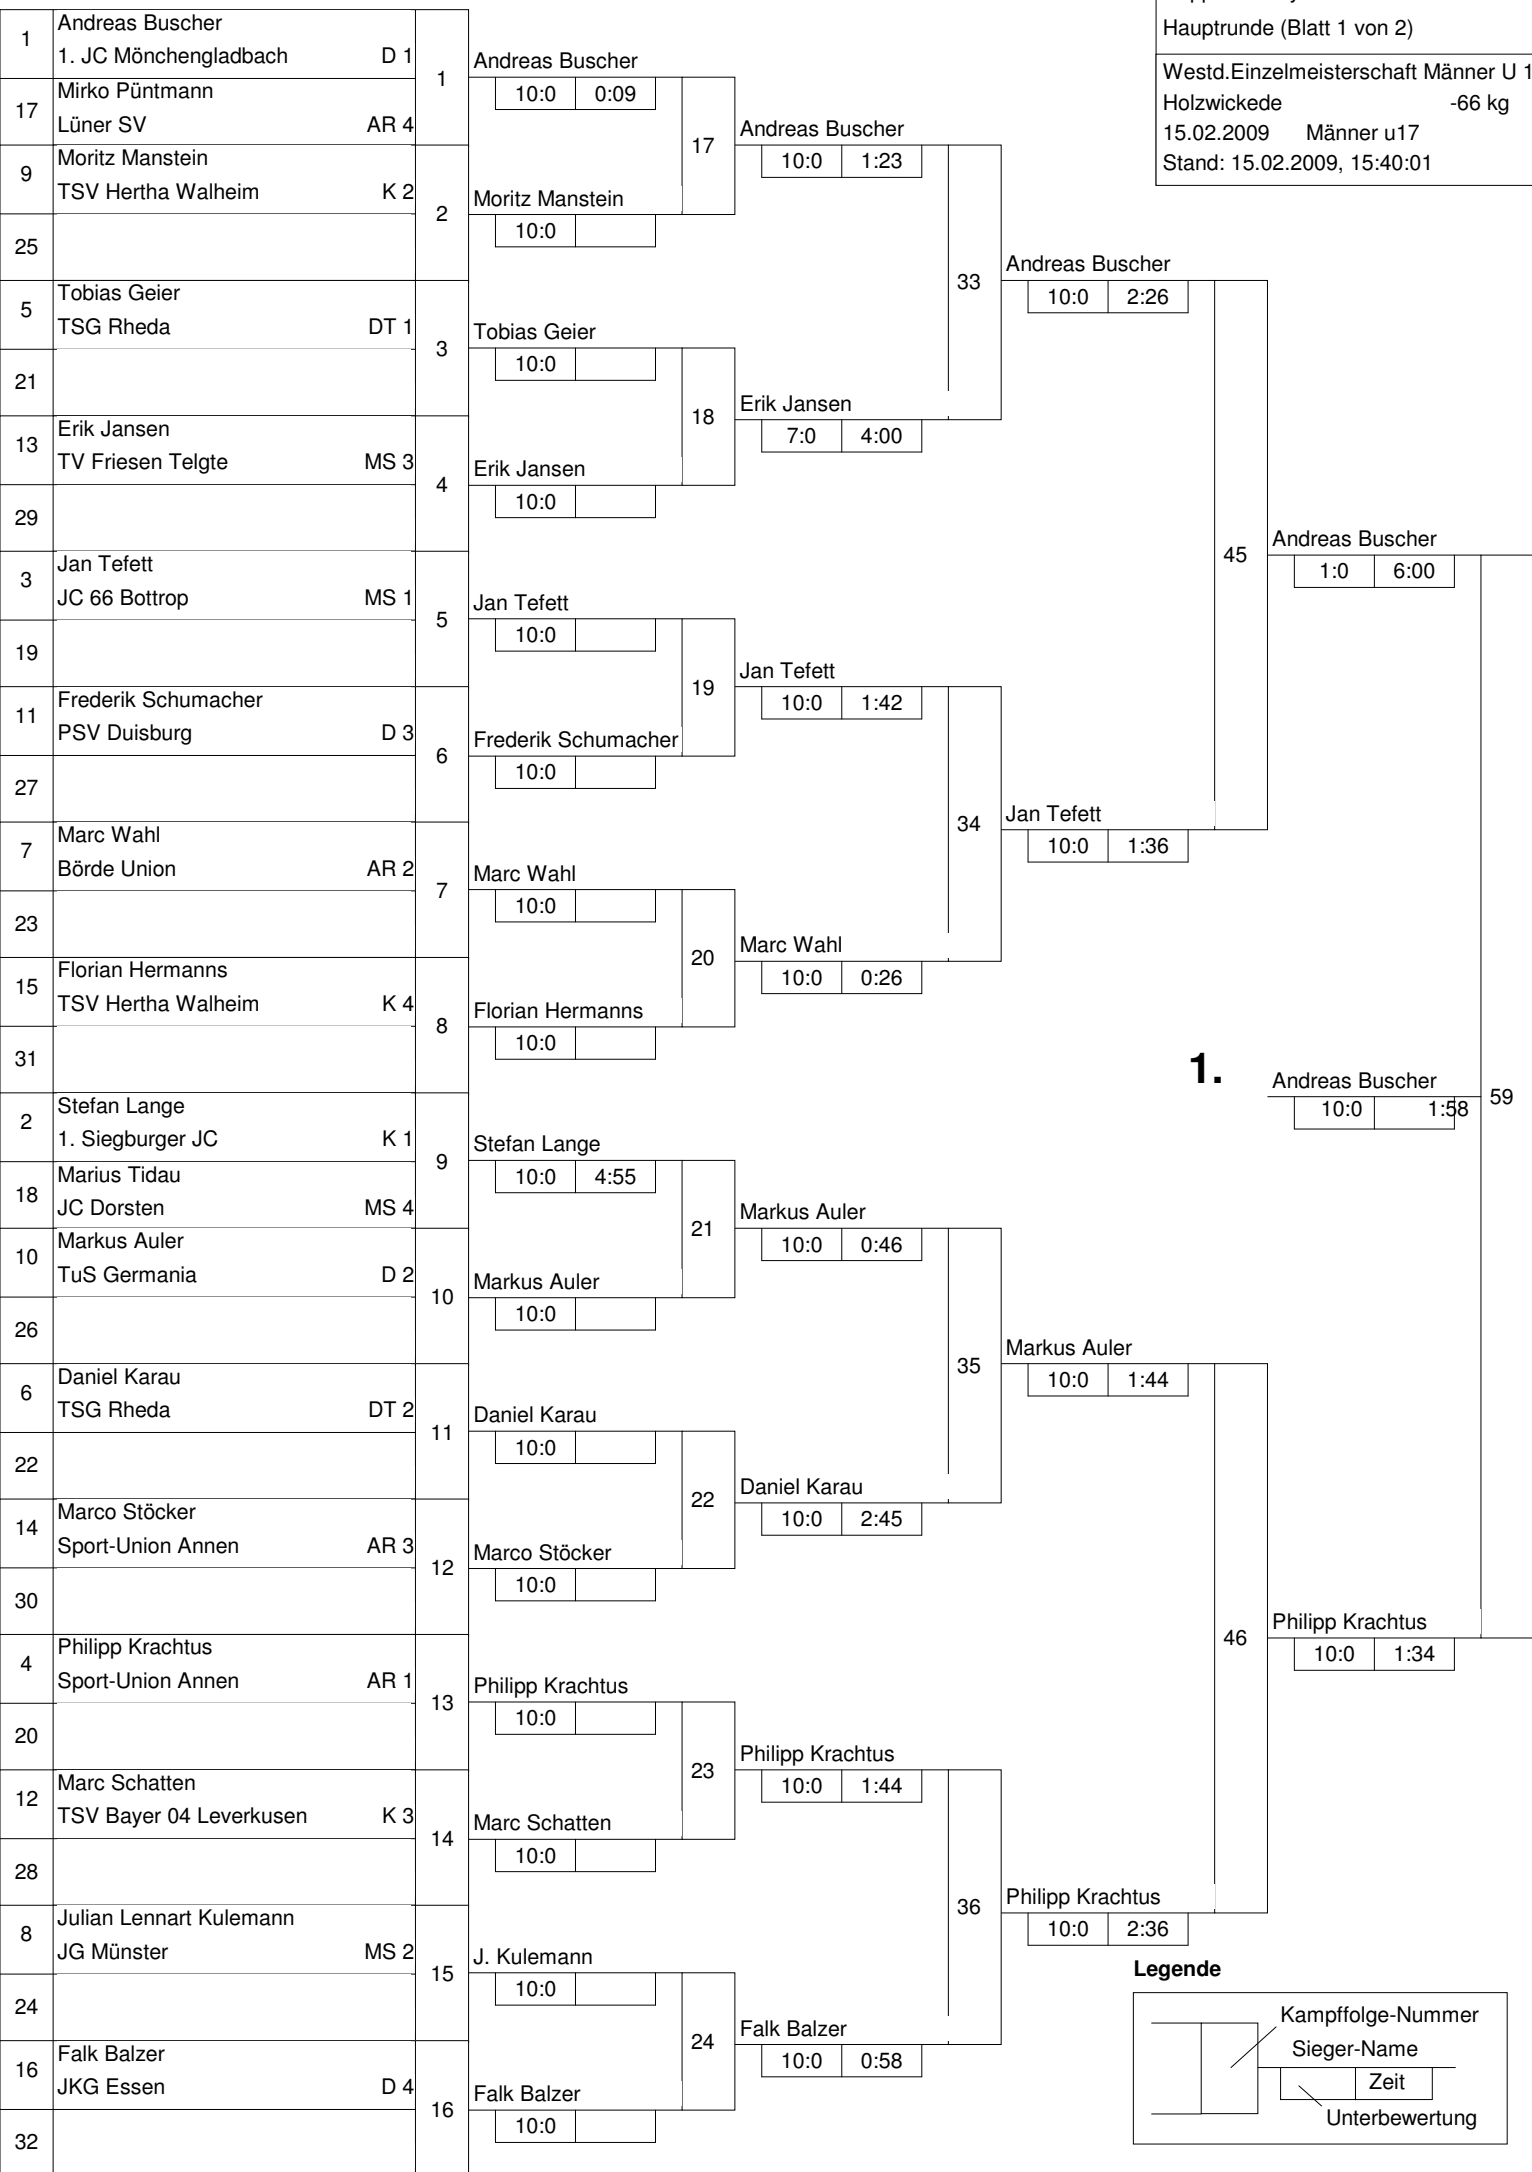 Hauptrunde (Blatt 1 von 2)
Westd.Einzelmeisterschaft Männer U 1
Holzwickede -66 kg
15.02.2009 Männer u17
Stand: 15.02.2009, 15:40:01
1 Andreas Buscher
1. JC Mönchengladbach D 1
17 Mirko Püntmann
Lüner SV AR 4
9 Moritz Manstein
TSV Hertha Walheim K 2
25
5 Tobias Geier
TSG Rheda DT 1
21
13 Erik Jansen
TV Friesen Telgte MS 3
29
3 Jan Tefett
JC 66 Bottrop MS 1
19
11 Frederik Schumacher
PSV Duisburg D 3
27
7 Marc Wahl
Börde Union AR 2
23
15 Florian Hermanns
TSV Hertha Walheim K 4
31
2 Stefan Lange
1. Siegburger JC K 1
18 Marius Tidau
JC Dorsten MS 4
10 Markus Auler
TuS Germania D 2
26
6 Daniel Karau
TSG Rheda DT 2
22
14 Marco Stöcker
Sport-Union Annen AR 3
30
4 Philipp Krachtus
Sport-Union Annen AR 1
20
12 Marc Schatten
TSV Bayer 04 Leverkusen K 3
28
8 Julian Lennart Kulemann
JG Münster MS 2
24
16 Falk Balzer
JKG Essen D 4
32
1 Andreas Buscher
10:0 0:09
2 Moritz Manstein
10:0
3 Tobias Geier
10:0
4 Erik Jansen
10:0
5 Jan Tefett
10:0
6 Frederik Schumacher
10:0
7 Marc Wahl
10:0
8 Florian Hermanns
10:0
9 Stefan Lange
10:0 4:55
10 Markus Auler
10:0
11 Daniel Karau
10:0
12 Marco Stöcker
10:0
13 Philipp Krachtus
10:0
14 Marc Schatten
10:0
15 J. Kulemann
10:0
16 Falk Balzer
10:0
17 Andreas Buscher
10:0 1:23
18 Erik Jansen
7:0 4:00
19 Jan Tefett
10:0 1:42
20 Marc Wahl
10:0 0:26
21 Markus Auler
10:0 0:46
22 Daniel Karau
10:0 2:45
23 Philipp Krachtus
10:0 1:44
24 Falk Balzer
10:0 0:58
33 Andreas Buscher
10:0 2:26
34 Jan Tefett
10:0 1:36
35 Markus Auler
10:0 1:44
36 Philipp Krachtus
10:0 2:36
45 Andreas Buscher
1:0 6:00
46 Philipp Krachtus
10:0 1:34
1. Andreas Buscher 59
10:0 1:58
Legende
Kampffolge-Nummer
Sieger-Name
Zeit
Unterbewertung